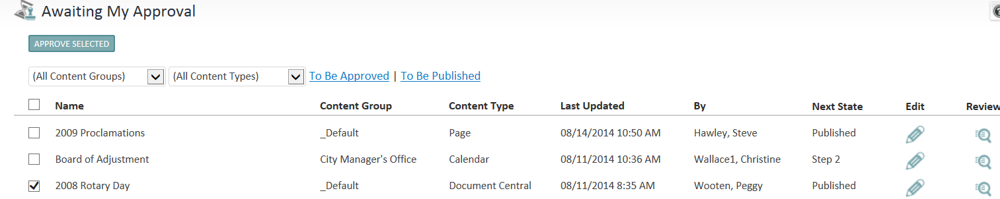 Awaiting My Approval
APPROVE SELECTED
(All Content Groups) (All Content Types) To Be Approved | To Be Published
Name Content Group Content Type Last Updated By Next State Edit Review
2009 Proclamations _Default Page 08/14/2014 10:50 AM Hawley, Steve Published
Board of Adjustment City Manager's Office Calendar 08/11/2014 10:36 AM Wallace1, Christine Step 2
2008 Rotary Day _Default Document Central 08/11/2014 8:35 AM Wooten, Peggy Published